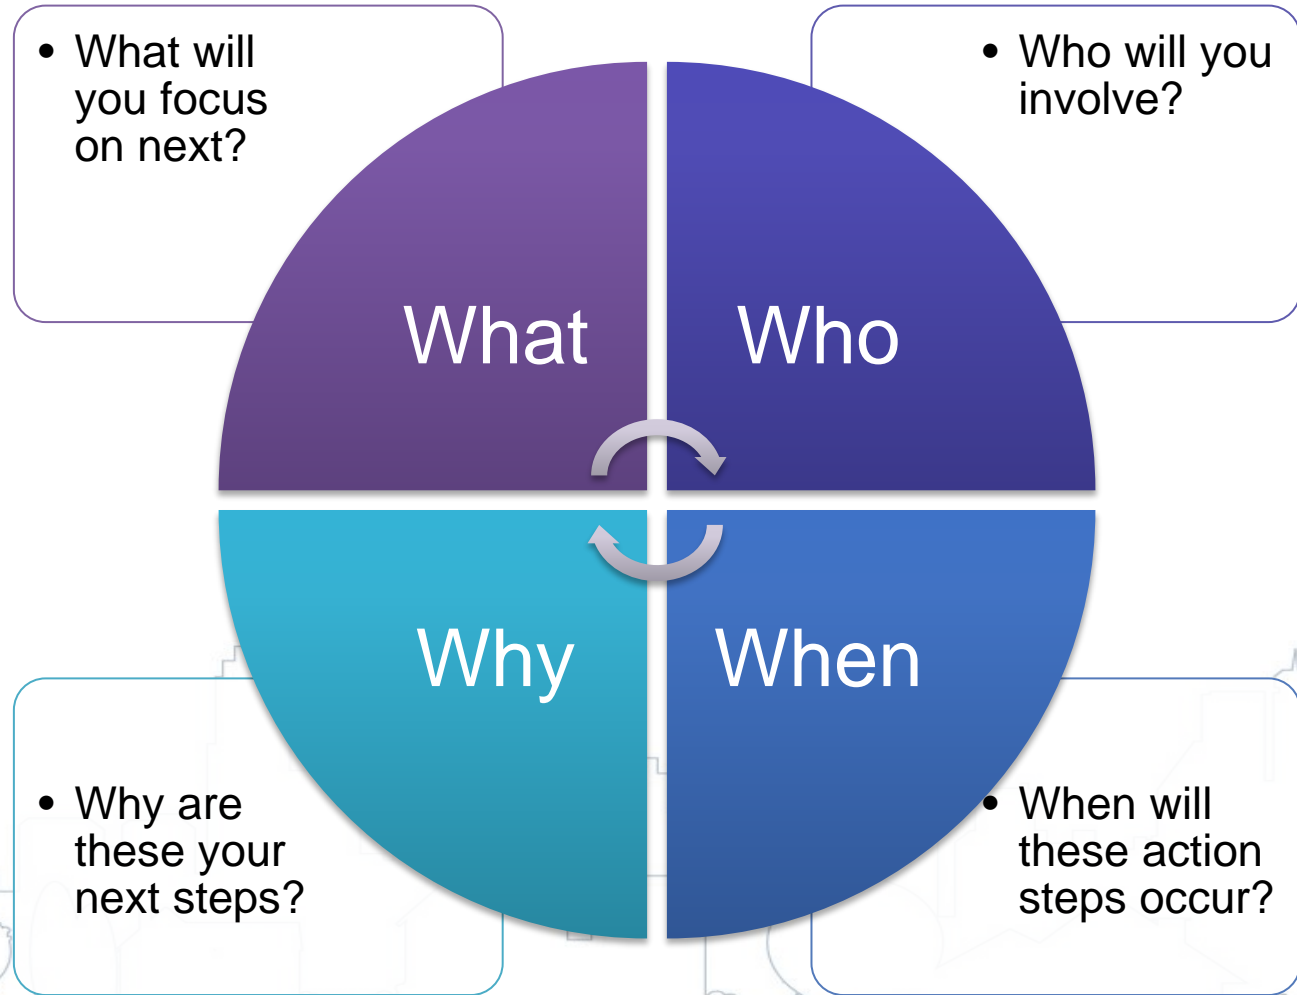 • What will
you focus
on next?
• Who will you
involve?
What
Who
Why
When
• Why are
these your
next steps?
• When will
these action
steps occur?